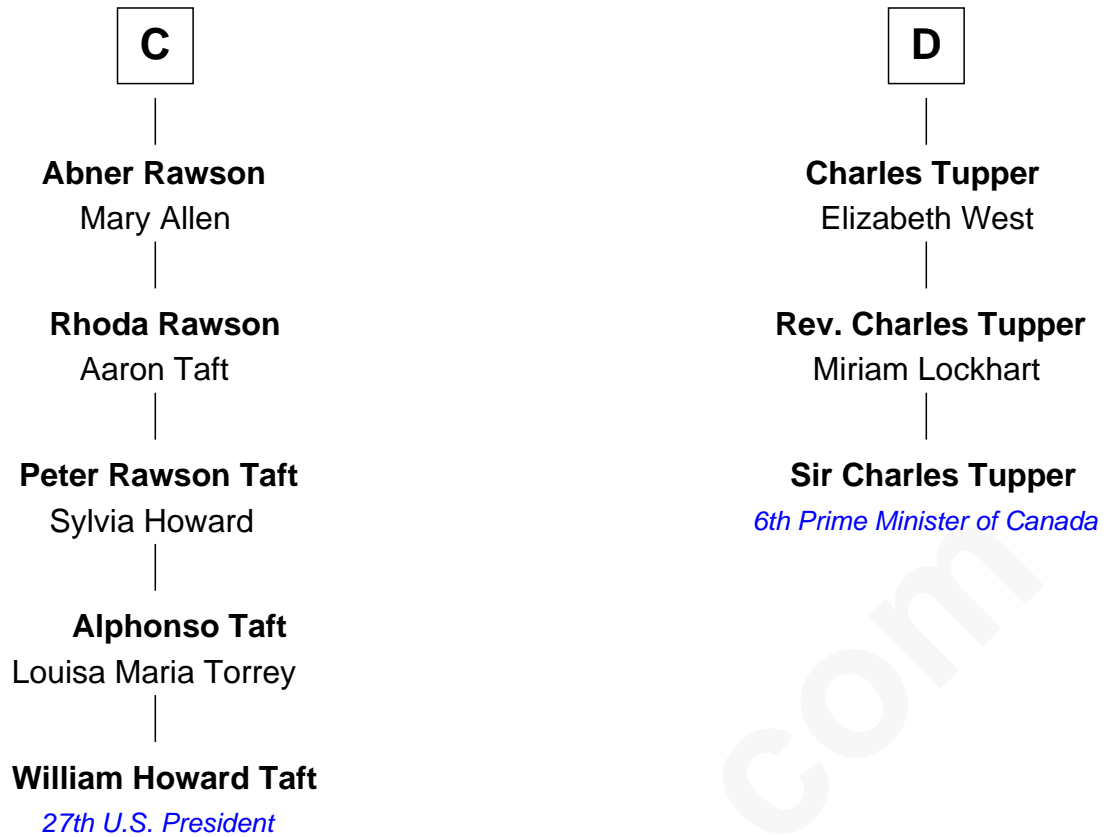 C
Abner Rawson
Mary Allen
Rhoda Rawson
Aaron Taft
Peter Rawson Taft
Sylvia Howard
Alphonso Taft
Louisa Maria Torrey
William Howard Taft
27th U.S. President
D
Charles Tupper
Elizabeth West
Rev. Charles Tupper
Miriam Lockhart
Sir Charles Tupper
6th Prime Minister of Canada
com